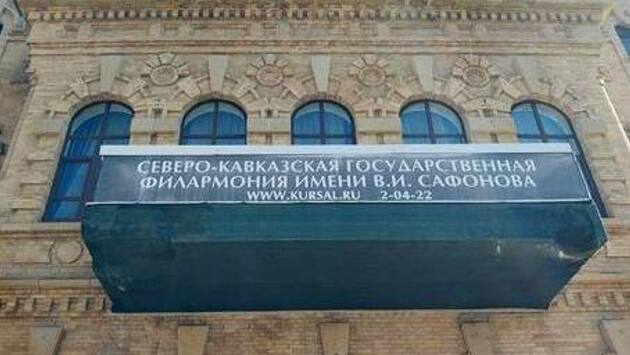 СЕВЕРО-КАВКАЗСКАЯ ГОСУДАРСТВЕННАЯ
ФИЛАРМОНИЯ ИМЕНИ В.И. САФОНОВА
WWW.KURSAL.RU 2-04-22